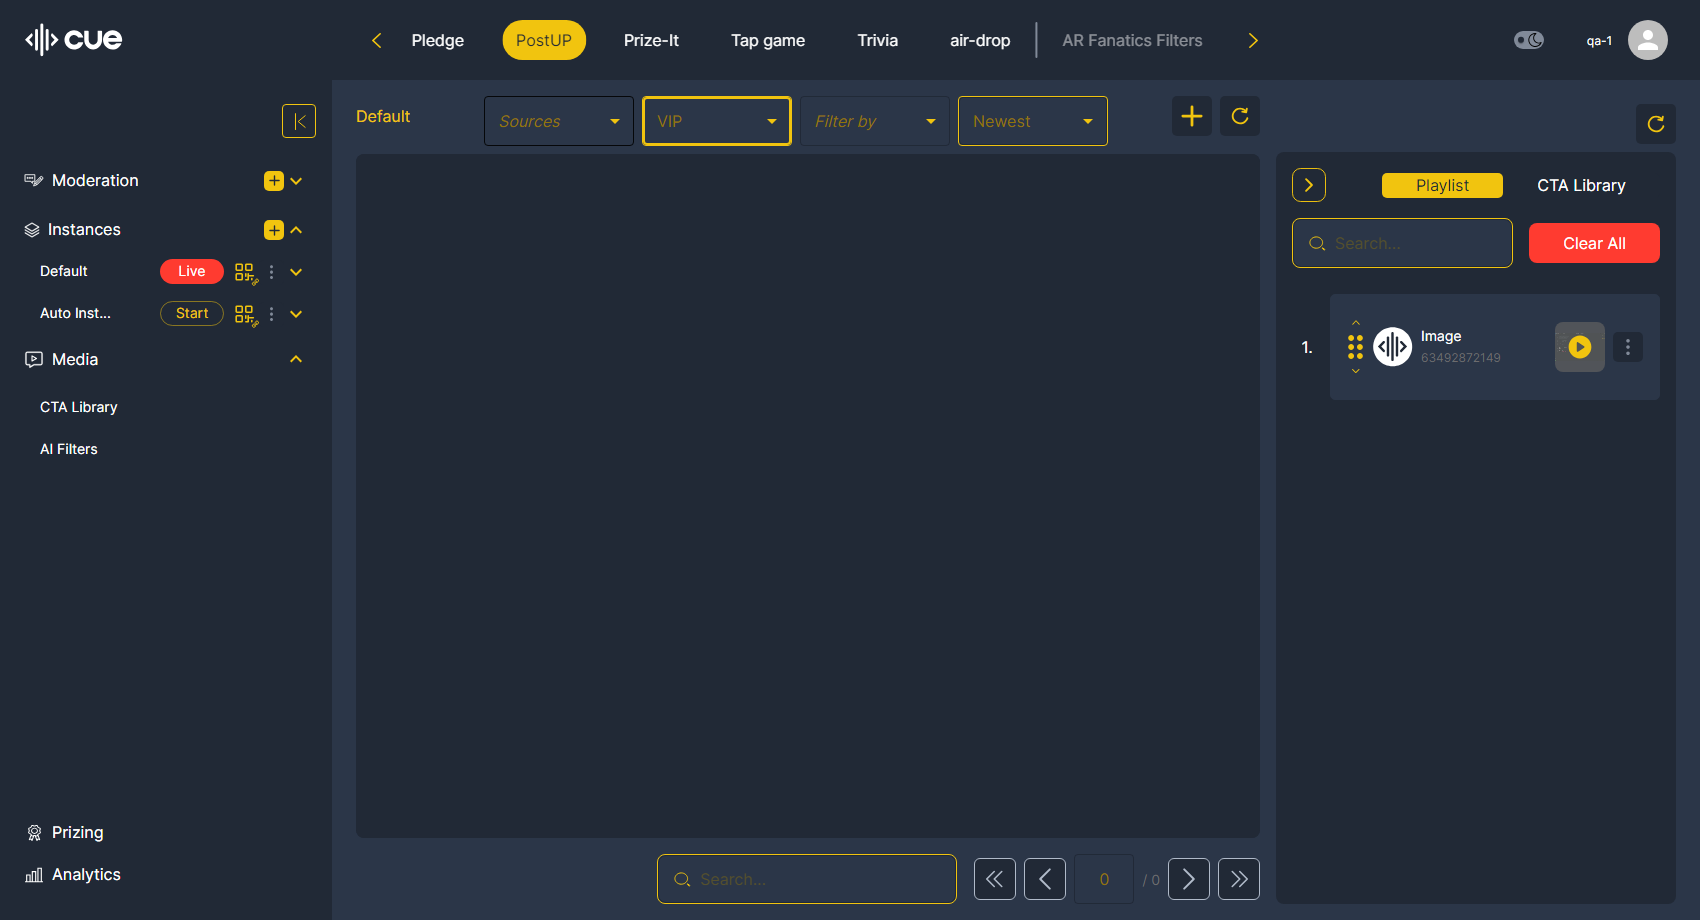 cue
Pledge
PostUP
Prize-It
Tap game
Trivia
air-drop
AR Fanatics Filters
qa-1
Default
Sources
VIP
Filter by
Newest
Moderation
Instances
Default
Live
Auto Inst...
Start
Media
CTA Library
AI Filters
Prizing
Analytics
Search...
0
/ 0
Playlist
CTA Library
Search...
Clear All
1.
Image
63492872149